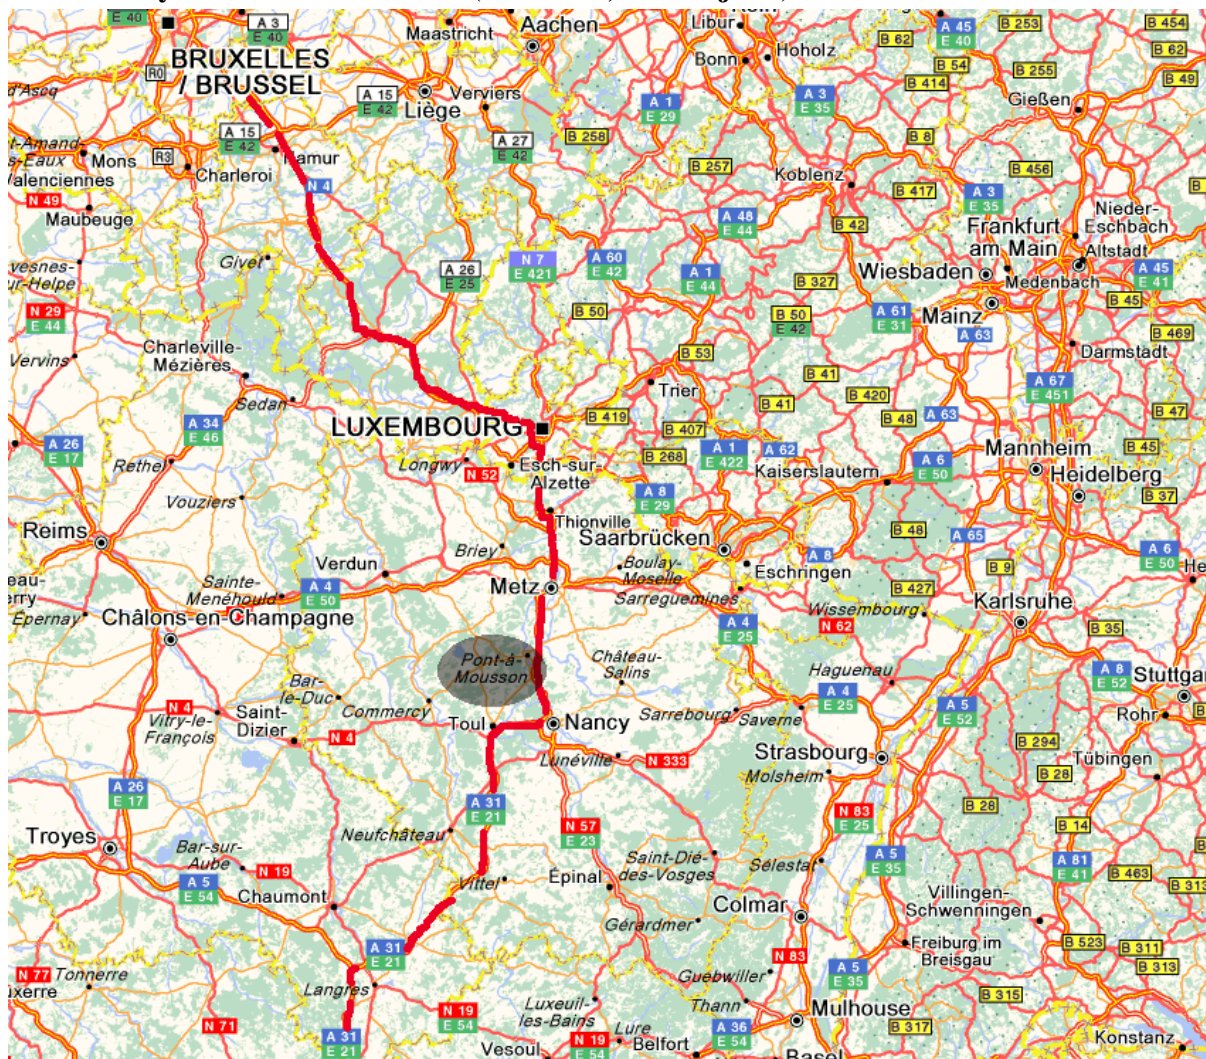 E 40
A 3
E 40
Maastricht
Aachen
Libur
B 62
A 45
E 40
B 253
B 454
B 62
BRUXELLES
/ BRUSSEL
R0
Bonn
Hoholz
B 54
B 255
B 49
d'Ascq
A 15
E 42
Verviers
B 414
Liège
A 1
E 29
A 3
E 35
Gießen
A 15
E 42
Namur
A 27
E 42
B 258
B 8
Mons
R3
Charleroi
Valenciennes
N 4
B 257
Koblenz
B 417
B 456
A 3
E 35
N 49
Maubeuge
A 48
E 44
B 42
Frankfurt
am Main
Nieder-
Eschbach
Altstadt
Givet
A 26
E 25
N 7
E 421
A 60
E 42
A 1
E 44
B 327
Wiesbaden
Medenbach
A 45
E 41
N 29
E 44
B 50
B 50
E 42
A 61
E 31
Mainz
B 45
A 63
B 469
Vervins
Charleville-
Mézières
B 53
B 41
Darmstadt
Sedan
Trier
B 41
B 420
A 67
E 451
A 34
E 46
LUXEMBOURG
B 419
B 407
B 48
A 63
B 47
A 26
E 17
Rethel
Longwy
N 52
Esch-sur-
Alzette
B 268
A 1
E 422
A 62
Kaiserslautern
A 6
E 50
Mannheim
B 45
Heidelberg
Vouziers
A 8
E 29
B 37
Reims
Thionville
Saarbrücken
B 48
A 65
Briey
Verdun
Boulay-
Moselle
A 8
Eschringen
B 9
A 6
E 50
Sainte-
Menéhould
A 4
E 50
Metz
Sarreguemines
B 427
Wissembourg
Karlsruhe
Épernay
Châlons-en-Champagne
A 4
E 25
N 62
B 35
Pont-à-
Mousson
Château-
Salins
Haguenau
A 8
E 52
Stuttgar
Bar-
le-Duc
Commercy
A 4
E 25
A 5
E 52
N 4
Vitry-le-
François
Saint-
Dizier
N 4
Toul
Nancy
Sarrebourg
Saverne
Rohr
Lunéville
N 333
Strasbourg
Molsheim
B 294
Tübingen
A 26
E 17
A 31
E 21
B 28
B 28
Troyes
Neufchâteau
N 57
E 23
N 83
E 25
B 14
Bar-sur-
Aube
N 19
Saint-Dié-
des-Vosges
Sélestat
A 5
E 35
A 81
E 41
B 463
B 313
A 5
E 54
Chaumont
Vittel
Épinal
Villingen-
Schwenningen
Gérardmer
Colmar
A 31
E 21
Freiburg im
Breisgau
B 523
B 311
B 313
N 77
Tonnerre
Langres
Guebwiller
N 83
A 5
E 35
B 315
Luxeuil-
les-Bains
Thann
Mulhouse
N 71
A 31
E 21
N 19
E 54
Vesoul
N 19
E 54
Lure
Belfort
A 36
E 54
B 317
Konstanz
Basel